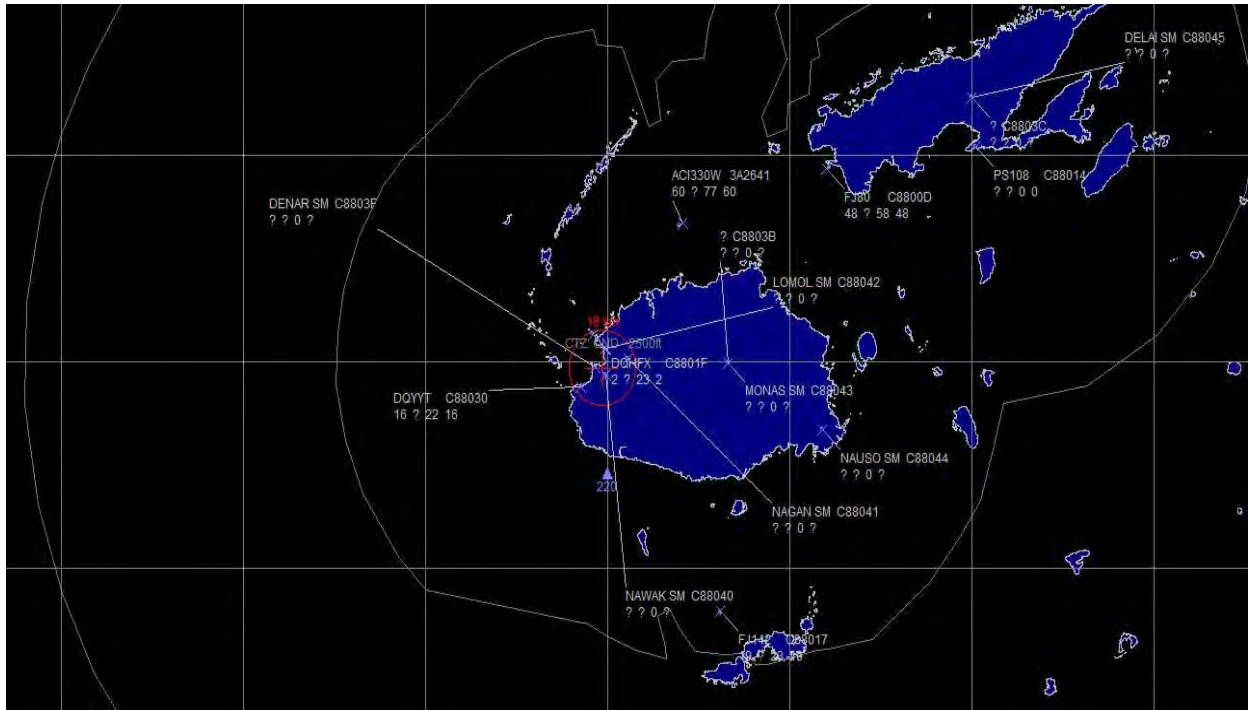 DELAI SM C88045
? ? 0 ?
? C8803C
PS108 C88014
? ? 0 0
ACI330W 3A2641
60 ? 77 60
FJ80 C8800D
48 ? 58 48
DENAR SM C8803F
? ? 0 ?
? C8803B
? ? 0 ?
LOMOL SM C88042
? ? 0 ?
CTZ GND 2500ft
DQHFX C8801F
2 ? 23 2
MONAS SM C88043
? ? 0 ?
DQYYT C88030
16 ? 22 16
NAUSO SM C88044
? ? 0 ?
220
NAGAN SM C88041
? ? 0 ?
NAWAK SM C88040
? ? 0 ?
C88017